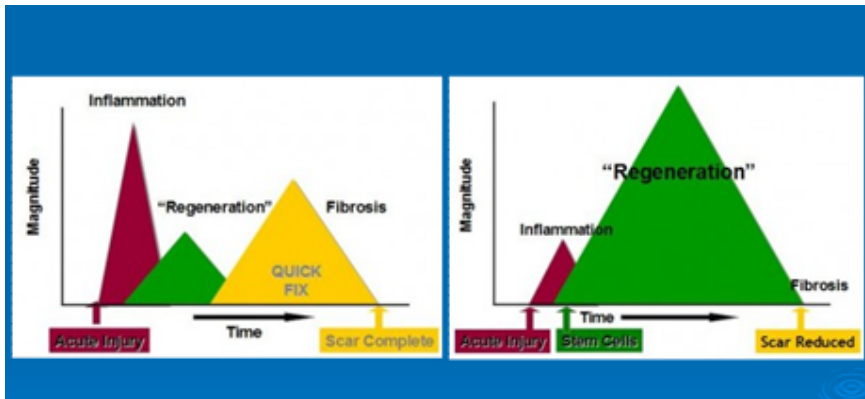 Inflammation
Magnitude
“Regeneration”
Fibrosis
QUICK
FIX
Time
Acute Injury
Scar Complete
“Regeneration”
Magnitude
Inflammation
Fibrosis
Time
Acute Injury
Stem Cells
Scar Reduced